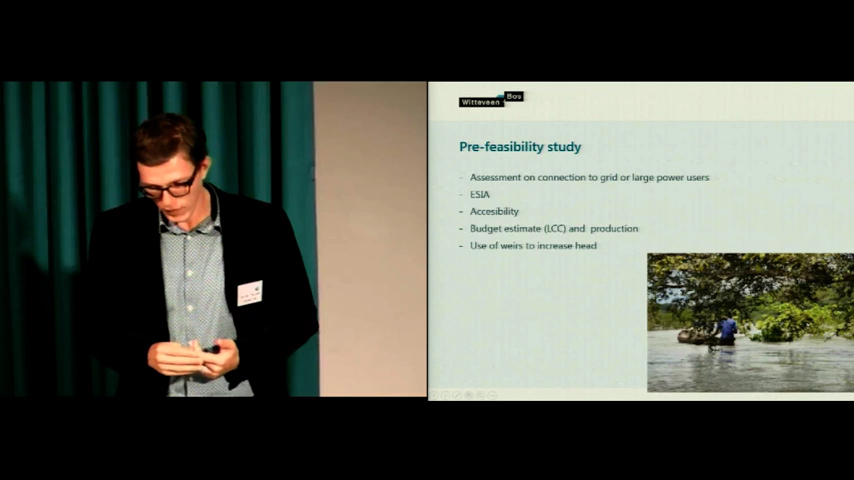 Witteveen
Bos
Pre-feasibility study
- Assessment on connection to grid or large power users
- ESIA
- Accesibility
- Budget estimate (LCC) and production
- Use of weirs to increase head